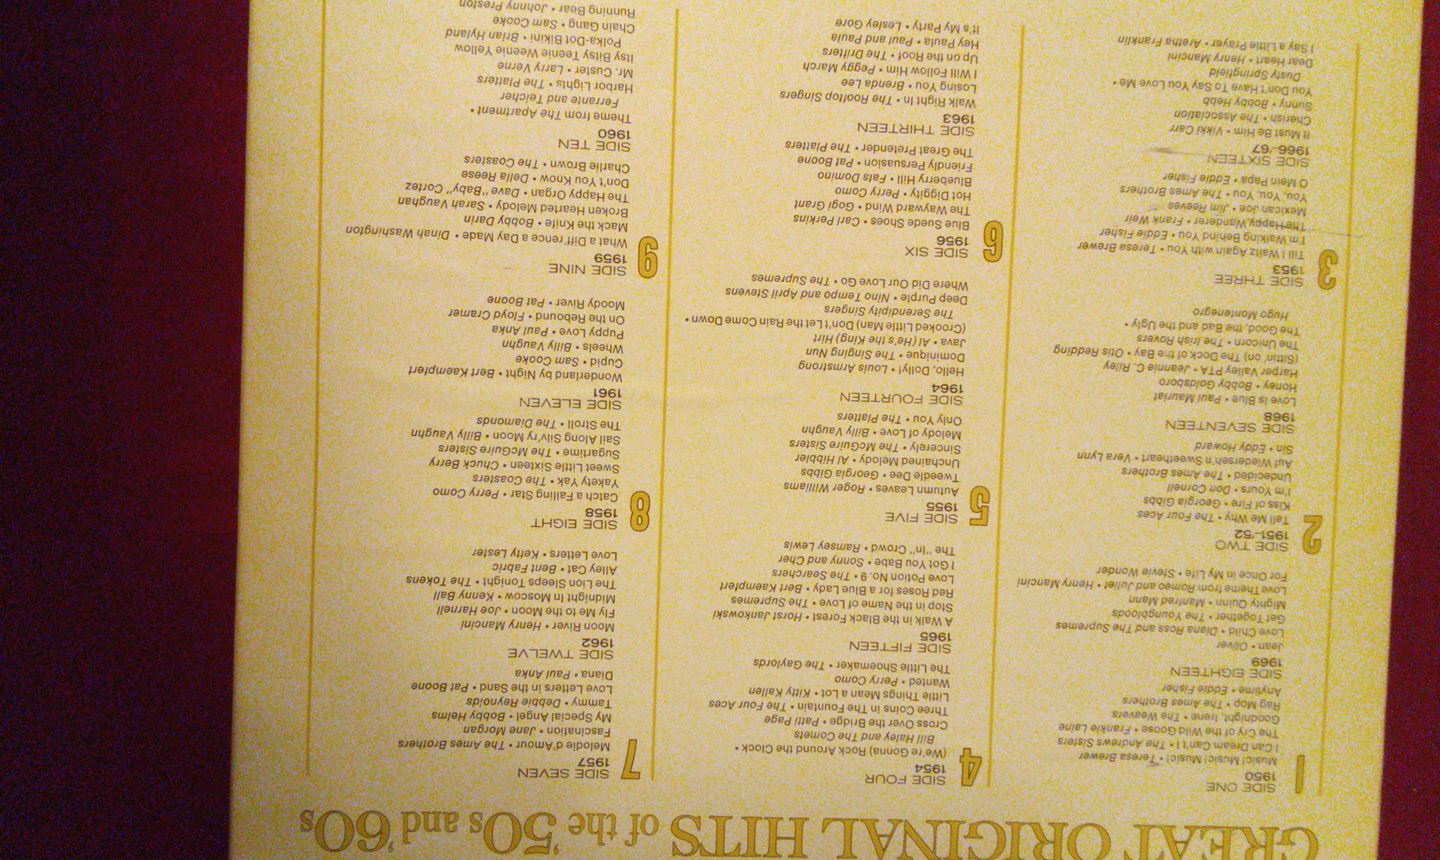 GREAT ORIGINAL HITS of the '50s and '60s
1
SIDE ONE
1950
Music! Music! Music! • Teresa Brewer
I Can Dream Can't I • The Andrews Sisters
The Cry of the Wild Goose • Frankie Laine
Goodnight, Irene • The Weavers
Rag Mop • The Ames Brothers
Anytime • Eddie Fisher
SIDE EIGHTEEN
1969
Jean • Oliver
Love Child • Diana Ross and The Supremes
Get Together • The Youngbloods
Mighty Quinn • Manfred Mann
Love Theme from Romeo and Juliet • Henry Mancini
For Once in My Life • Stevie Wonder
2
SIDE TWO
1951-'52
Tell Me Why • The Four Aces
Kiss of Fire • Georgia Gibbs
I'm Yours • Don Cornell
Undecided • The Ames Brothers
Auf Wiederseh'n Sweetheart • Vera Lynn
Sin • Eddy Howard
SIDE SEVENTEEN
1968
Love is Blue • Paul Mauriat
Honey • Bobby Goldsboro
Harper Valley PTA • Jeannie C. Riley
(Sittin' on) The Dock of the Bay • Otis Redding
The Unicorn • The Irish Rovers
The Good, the Bad and the Ugly •
Hugo Montenegro
3
SIDE THREE
1953
Till I Waltz Again with You • Teresa Brewer
I'm Walking Behind You • Eddie Fisher
The Happy Wanderer • Frank Weir
Mexican Joe • Jim Reeves
You, You, You • The Ames Brothers
O Mein Papa • Eddie Fisher
SIDE SIXTEEN
1966-'67
It Must Be Him • Vikki Carr
Cherish • The Association
Sunny • Bobby Hebb
You Don't Have To Say You Love Me •
Dusty Springfield
Dear Heart • Henry Mancini
I Say a Little Prayer • Aretha Franklin
4
SIDE FOUR
1954
(We're Gonna) Rock Around the Clock •
Bill Haley and The Comets
Cross Over the Bridge • Patti Page
Three Coins in The Fountain • The Four Aces
Little Things Mean a Lot • Kitty Kallen
Wanted • Perry Como
The Little Shoemaker • The Gaylords
SIDE FIFTEEN
1965
A Walk in the Black Forest • Horst Jankowski
Stop in the Name of Love • The Supremes
Red Roses for a Blue Lady • Bert Kaempfert
Love Potion No. 9 • The Searchers
I Got You Babe • Sonny and Cher
The "In" Crowd • Ramsey Lewis
5
SIDE FIVE
1955
Autumn Leaves • Roger Williams
Tweedle Dee • Georgia Gibbs
Unchained Melody • Al Hibbler
Sincerely • The McGuire Sisters
Melody of Love • Billy Vaughn
Only You • The Platters
SIDE FOURTEEN
1964
Hello, Dolly! • Louis Armstrong
Dominique • The Singing Nun
Java • Al (He's the King) Hirt
(Crooked Little Man) Don't Let the Rain Come Down •
The Serendipity Singers
Deep Purple • Nino Tempo and April Stevens
Where Did Our Love Go • The Supremes
6
SIDE SIX
1956
Blue Suede Shoes • Carl Perkins
The Wayward Wind • Gogi Grant
Hot Diggity • Perry Como
Blueberry Hill • Fats Domino
Friendly Persuasion • Pat Boone
The Great Pretender • The Platters
SIDE THIRTEEN
1963
Walk Right In • The Rooftop Singers
Losing You • Brenda Lee
I Will Follow Him • Peggy March
Up on the Roof • The Drifters
Hey Paula • Paul and Paula
It's My Party • Lesley Gore
7
SIDE SEVEN
1957
Melodie d'Amour • The Ames Brothers
Fascination • Jane Morgan
My Special Angel • Bobby Helms
Tammy • Debbie Reynolds
Love Letters in the Sand • Pat Boone
Diana • Paul Anka
SIDE TWELVE
1962
Moon River • Henry Mancini
Fly Me to the Moon • Joe Harnell
Midnight in Moscow • Kenny Ball
The Lion Sleeps Tonight • The Tokens
Alley Cat • Bent Fabric
Love Letters • Ketty Lester
8
SIDE EIGHT
1958
Catch a Falling Star • Perry Como
Yakety Yak • The Coasters
Sweet Little Sixteen • Chuck Berry
Sugartime • The McGuire Sisters
Sail Along Silv'ry Moon • Billy Vaughn
The Stroll • The Diamonds
SIDE ELEVEN
1961
Wonderland by Night • Bert Kaempfert
Cupid • Sam Cooke
Wheels • Billy Vaughn
Puppy Love • Paul Anka
On the Rebound • Floyd Cramer
Moody River • Pat Boone
9
SIDE NINE
1959
What a Diff'rence a Day Made • Dinah Washington
Mack the Knife • Bobby Darin
Broken Hearted Melody • Sarah Vaughan
The Happy Organ • Dave "Baby" Cortez
Don't You Know • Della Reese
Charlie Brown • The Coasters
SIDE TEN
1960
Theme from The Apartment •
Ferrante and Teicher
Harbor Lights • The Platters
Mr. Custer • Larry Verne
Itsy Bitsy Teenie Weenie Yellow
Polka-Dot Bikini • Brian Hyland
Chain Gang • Sam Cooke
Running Bear • Johnny Preston